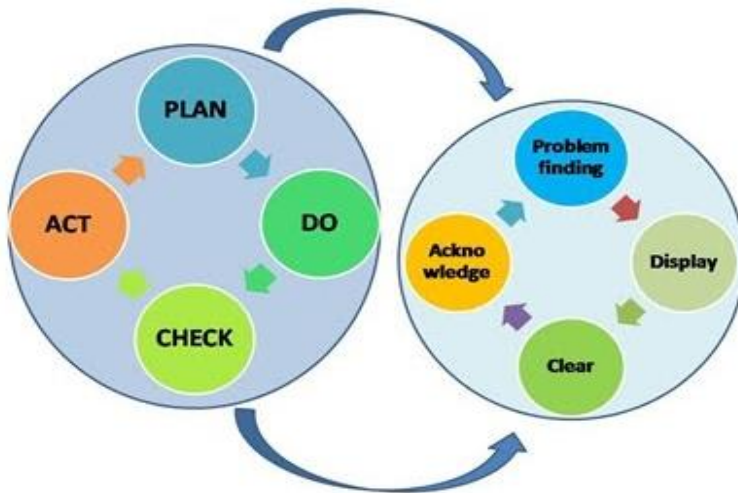 PLAN
DO
CHECK
ACT
Problem
finding
Display
Clear
Ackno
wledge